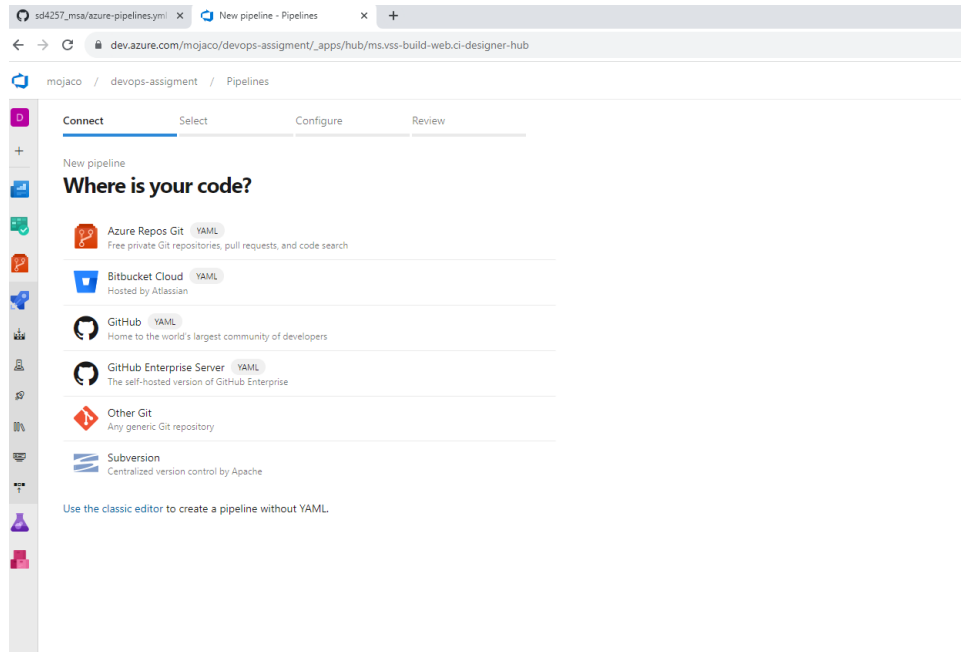 sd4257_msa/azure-pipelines.yml
New pipeline - Pipelines
dev.azure.com/mojaco/devops-assigment/_apps/hub/ms.vss-build-web.ci-designer-hub
mojaco / devops-assigment / Pipelines
D
Connect Select Configure Review
New pipeline
Where is your code?
Azure Repos Git YAML
Free private Git repositories, pull requests, and code search
Bitbucket Cloud YAML
Hosted by Atlassian
GitHub YAML
Home to the world's largest community of developers
GitHub Enterprise Server YAML
The self-hosted version of GitHub Enterprise
Other Git
Any generic Git repository
Subversion
Centralized version control by Apache
Use the classic editor to create a pipeline without YAML.